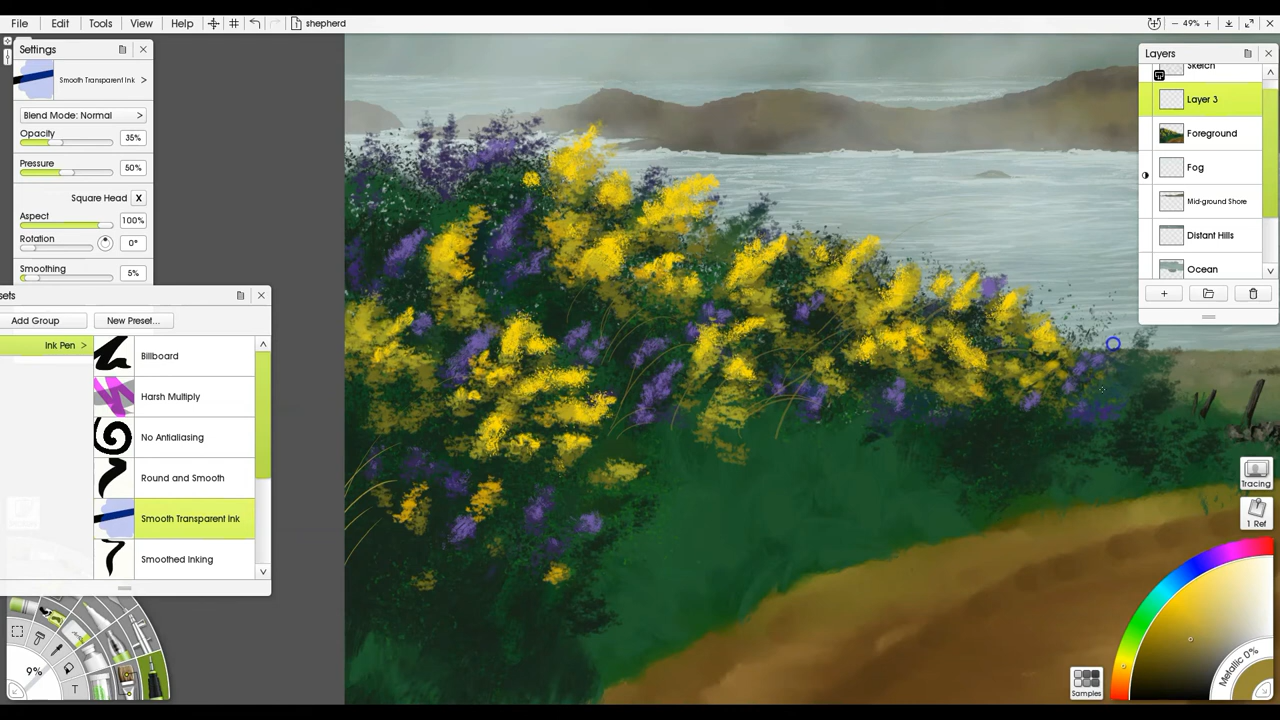 File Edit Tools View Help shepherd 49%
Settings
Smooth Transparent Ink >
Blend Mode: Normal >
Opacity
35%
Pressure
50%
Square Head X
Aspect
100%
Rotation
0°
Smoothing
5%
sets
Add Group New Preset...
Ink Pen >
Billboard
Harsh Multiply
No Antialiasing
Round and Smooth
Smooth Transparent Ink
Smoothed Inking
9%
T
Layers
Sketch
Layer 3
Foreground
Fog
Mid-ground Shore
Distant Hills
Ocean
Tracing
1 Ref
Metallic 0%
Samples